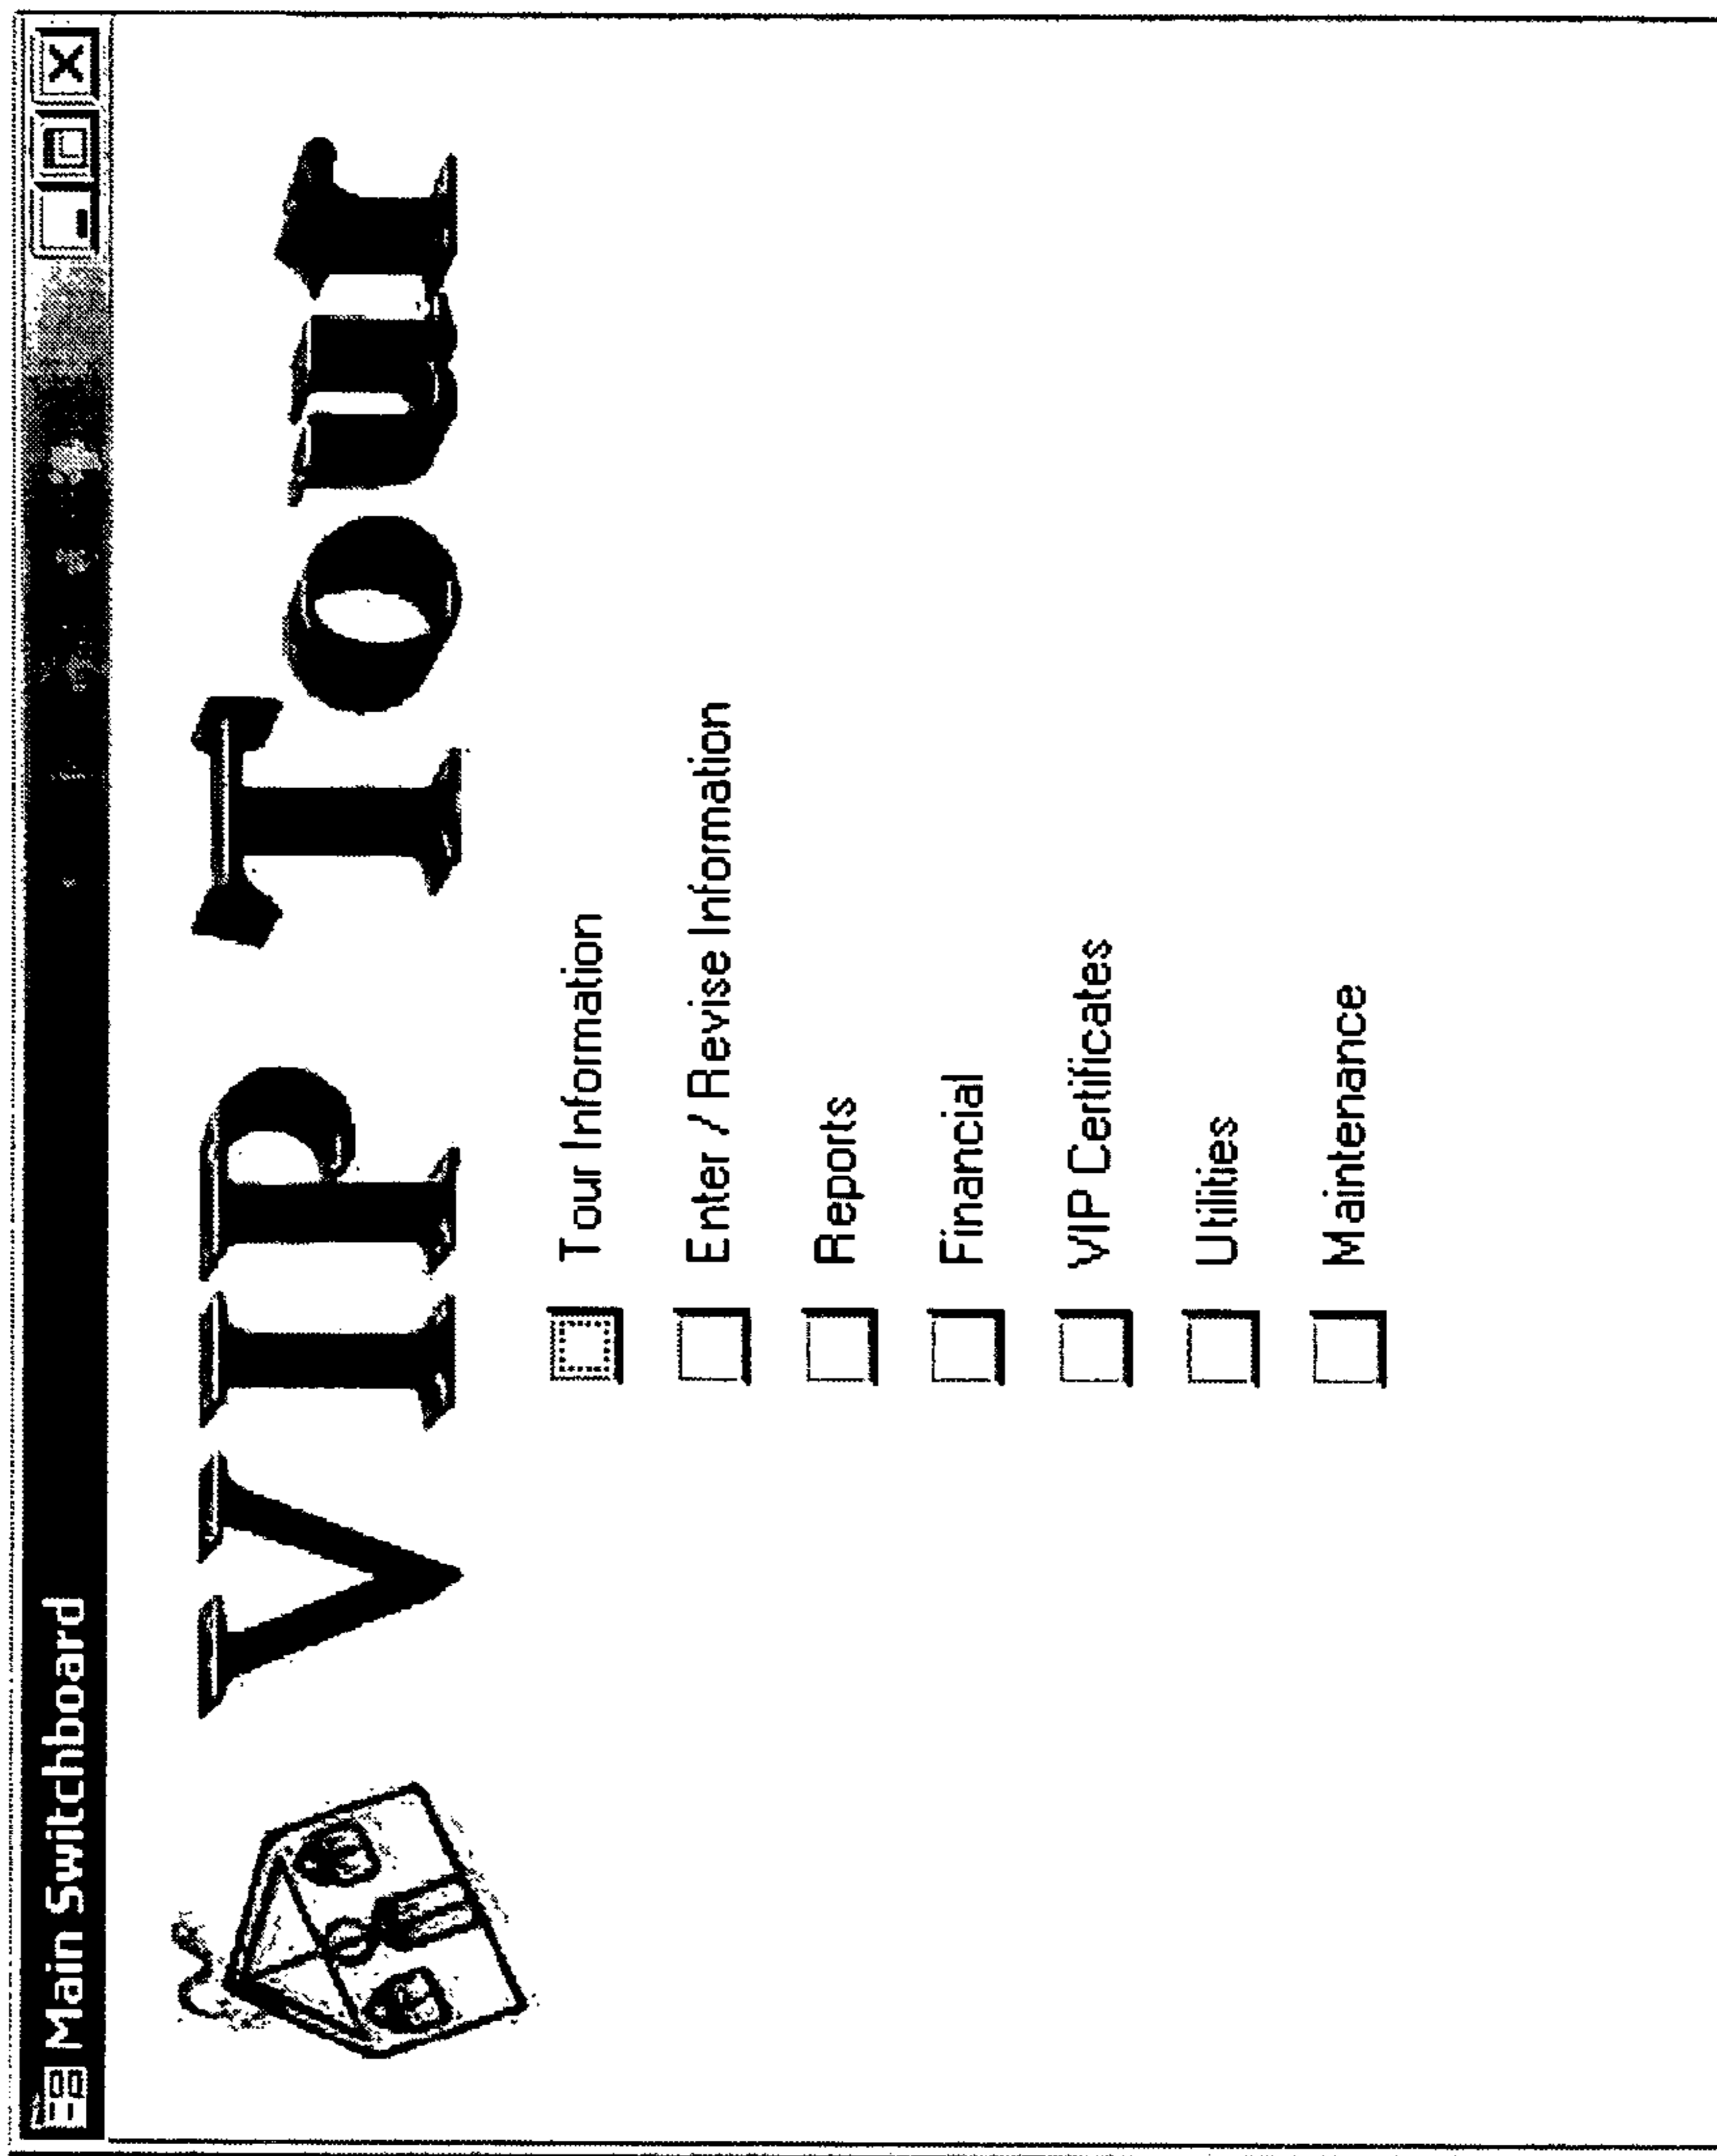 Main Switchboard
VIP Tour
Tour Information
Enter / Revise Information
Reports
Financial
VIP Certificates
Utilities
Maintenance